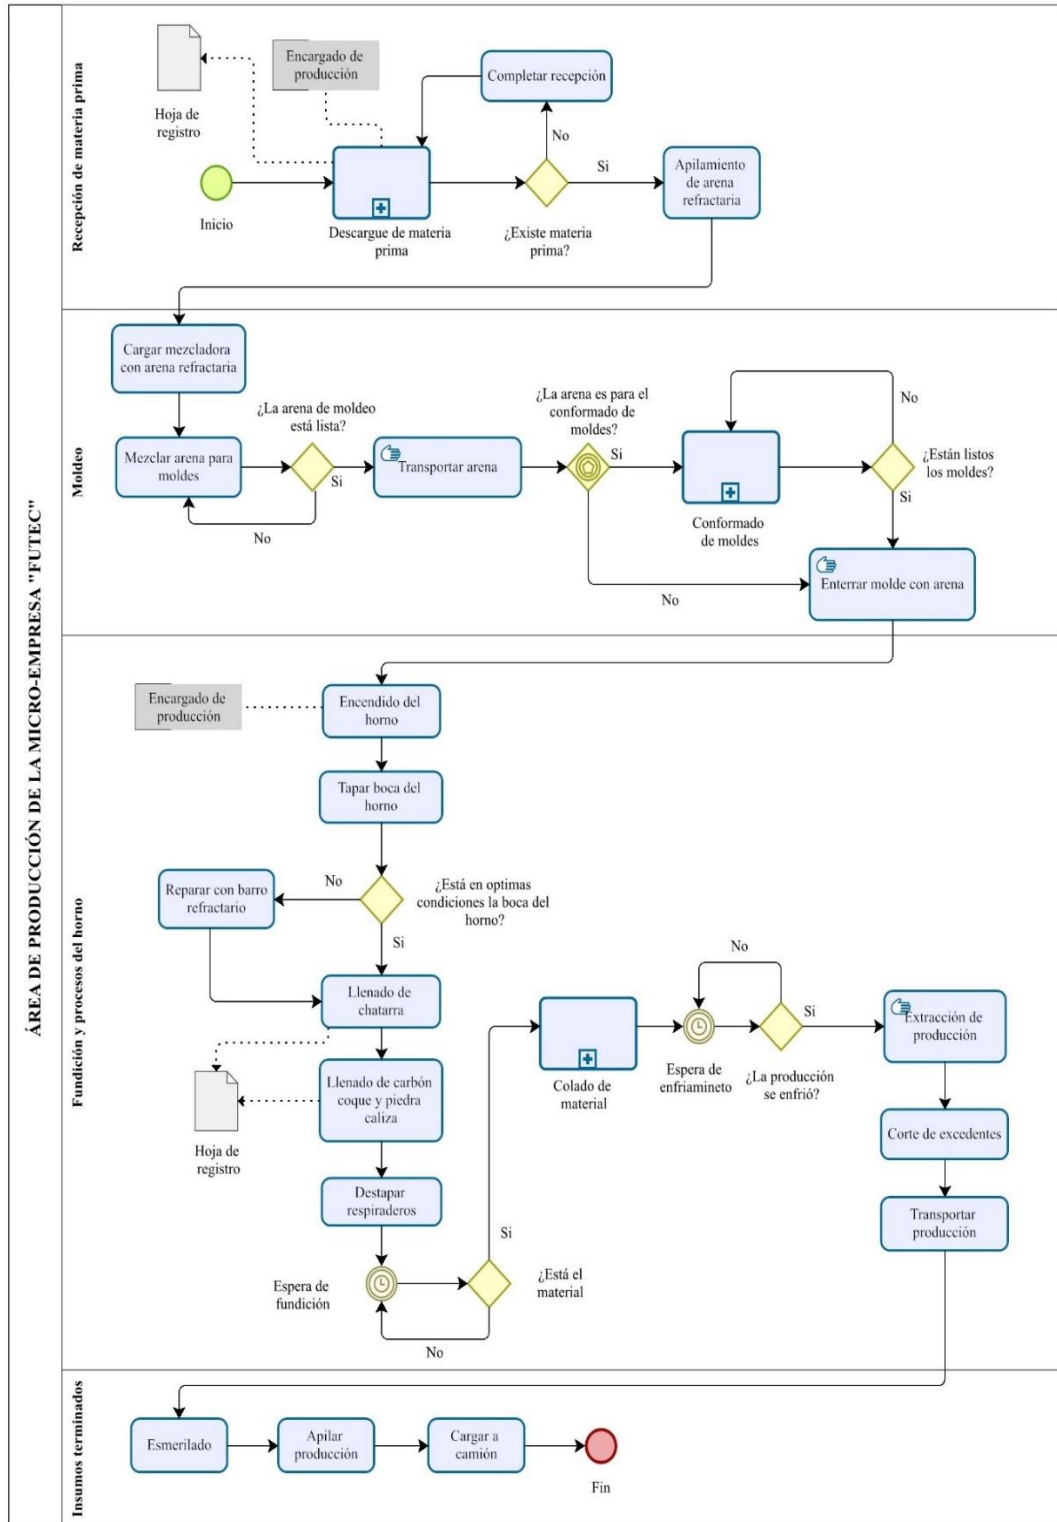 ÁREA DE PRODUCCIÓN DE LA MICRO-EMPRESA "FUTEC"
Recepción de materia prima
Hoja de
registro
Encargado de
producción
Completar recepción
No
Si
Apilamiento
de arena
refractaria
Inicio
Descargue de materia
prima
¿Existe materia
prima?
Moldeo
Cargar mezcladora
con arena refractaria
¿La arena de moldeo
está lista?
Mezclar arena para
moldes
Si
No
Transportar arena
¿La arena es para el
conformado de
moldes?
Si
No
Conformado
de moldes
No
¿Están listos
los moldes?
Si
Enterrar molde con arena
Fundición y procesos del horno
Encargado de
producción
Encendido del
horno
Tapar boca del
horno
Reparar con barro
refractario
No
¿Está en optimas
condiciones la boca del
horno?
Si
Llenado de
chatarra
Llenado de carbón
coque y piedra
caliza
Hoja de
registro
Destapar
respiraderos
Espera de
fundición
Si
¿Está el
material
No
Colado de
material
Espera de
enfriamineto
No
¿La producción
se enfrió?
Si
Extracción de
producción
Corte de excedentes
Transportar
producción
Insumos terminados
Esmerilado
Apilar
producción
Cargar a
camión
Fin